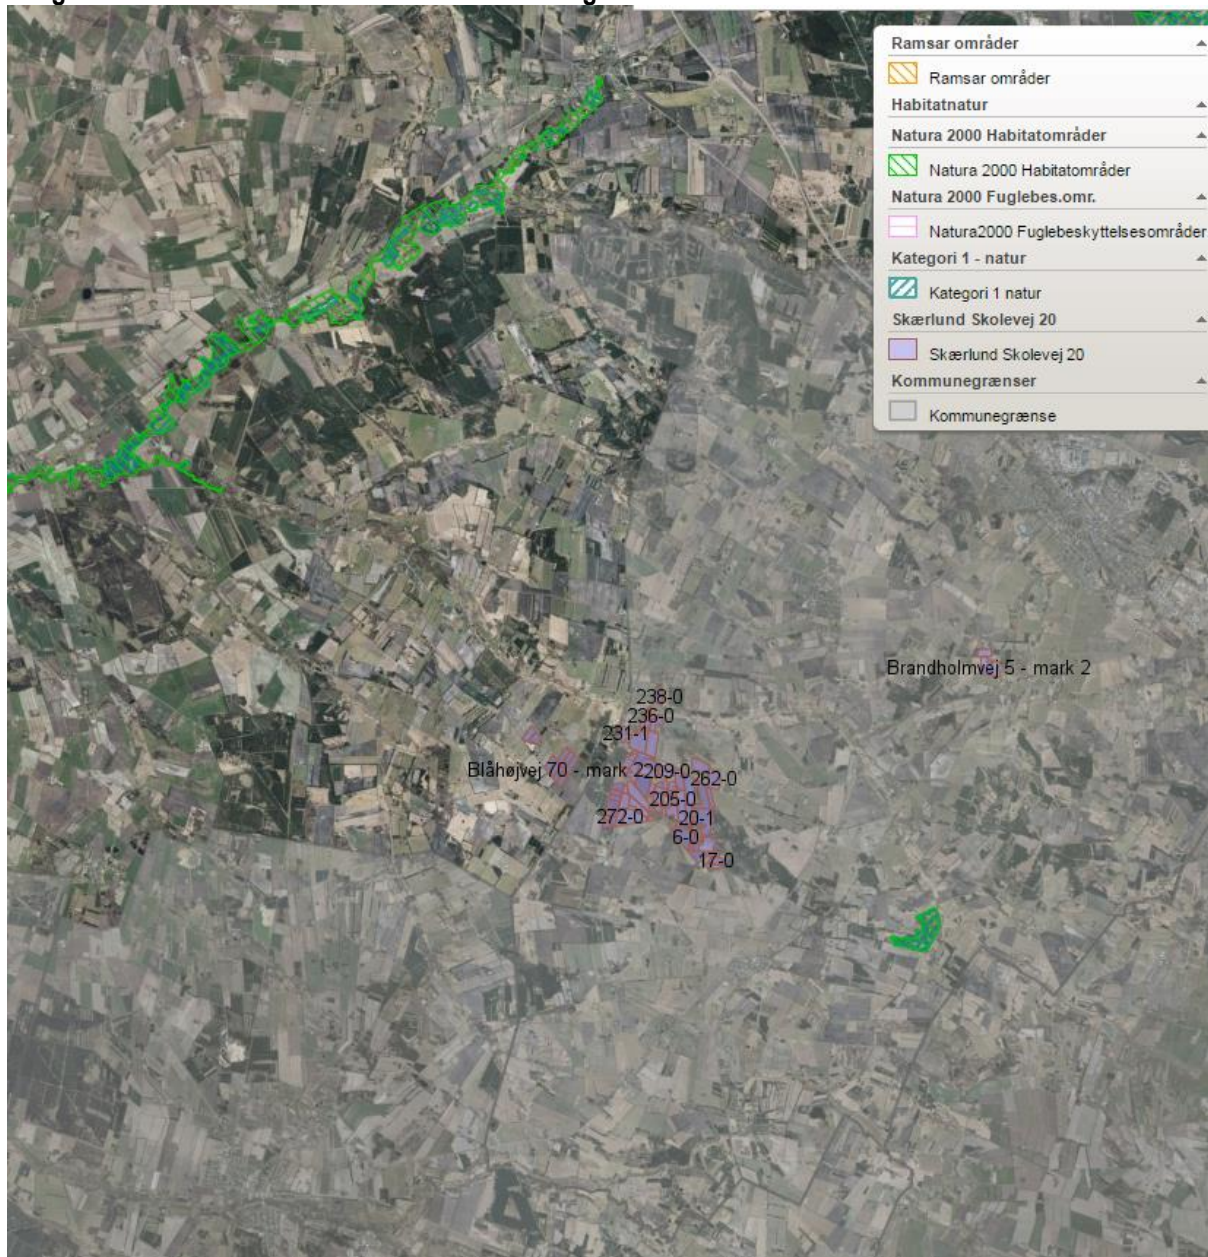 Ramsar områder
Ramsar områder
Habitatnatur
Natura 2000 Habitatområder
Natura 2000 Habitatområder
Natura 2000 Fuglebes.omr.
Natura2000 Fuglebeskyttelsesområder
Kategori 1 - natur
Kategori 1 natur
Skærlund Skolevej 20
Skærlund Skolevej 20
Kommunegrænser
Kommunegrænse
Brandholmvej 5 - mark 2
238-0
236-0
231-1
Blåhøjvej 70 - mark 2
209-0
262-0
205-0
272-0
20-1
6-0
17-0